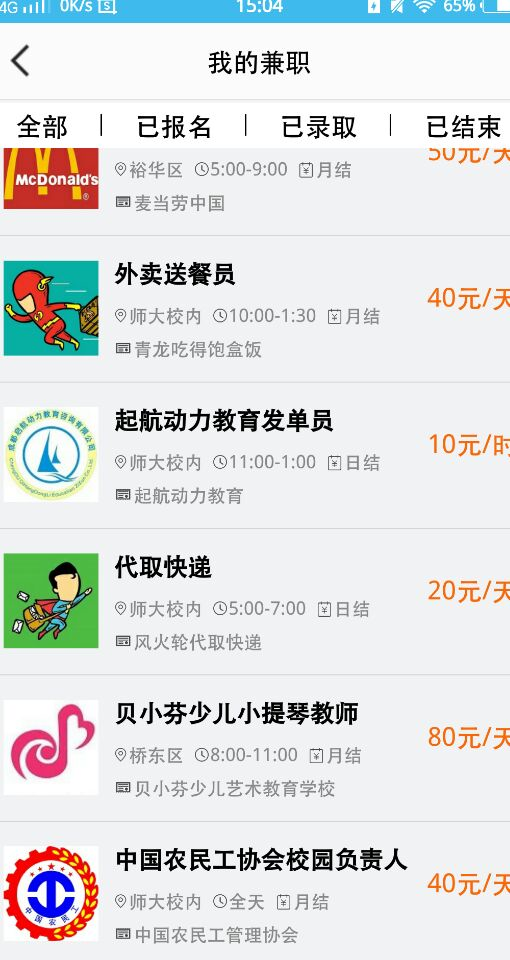 4G 0K/s 15:04 65%
我的兼职
全部 已报名 已录取 已结束
McDonald's
裕华区 5:00-9:00 月结
50元/天
麦当劳中国
外卖送餐员
师大校内 10:00-1:30 月结
40元/天
青龙吃得饱盒饭
起航动力教育发单员
师大校内 11:00-1:00 日结
10元/时
起航动力教育
代取快递
师大校内 5:00-7:00 日结
20元/天
风火轮代取快递
贝小芬少儿小提琴教师
桥东区 8:00-11:00 月结
80元/天
贝小芬少儿艺术教育学校
中国农民工协会校园负责人
师大校内 全天 月结
40元/天
中国农民工
中国农民工管理协会